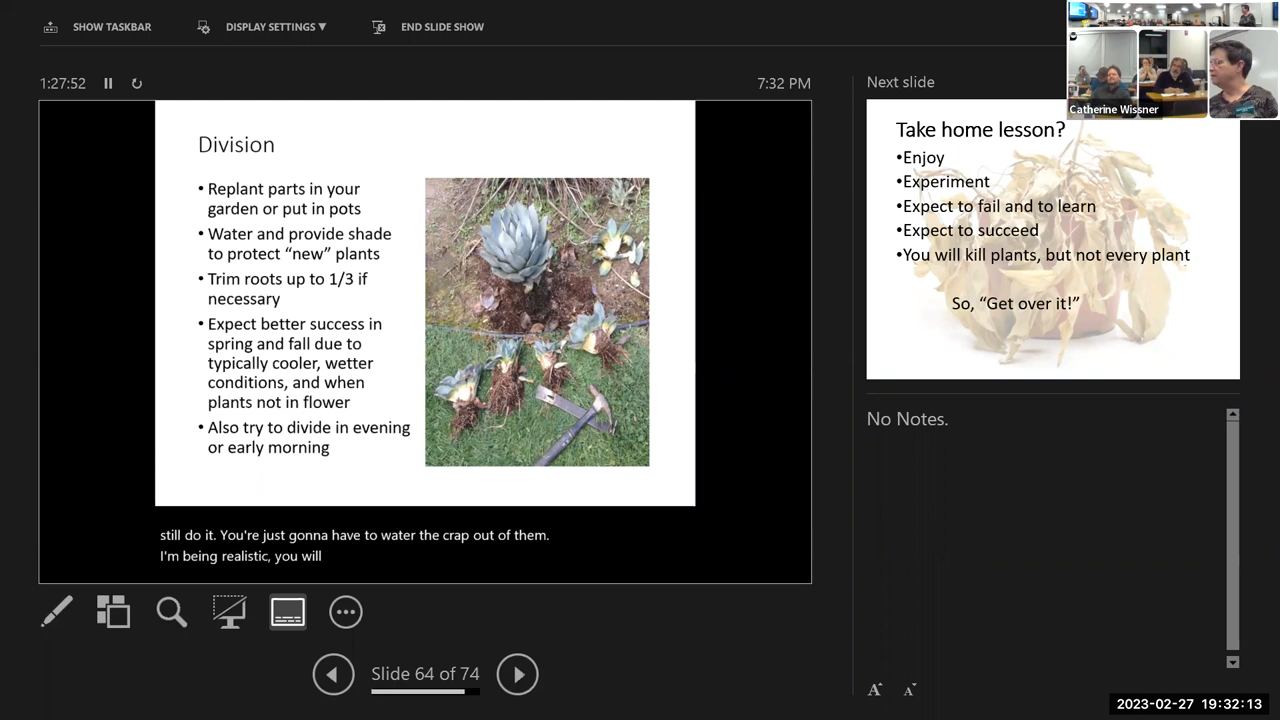 SHOW TASKBAR
DISPLAY SETTINGS ▼
END SLIDE SHOW
1:27:52
7:32 PM
Division
• Replant parts in your
garden or put in pots
• Water and provide shade
to protect “new” plants
• Trim roots up to 1/3 if
necessary
• Expect better success in
spring and fall due to
typically cooler, wetter
conditions, and when
plants not in flower
• Also try to divide in evening
or early morning
still do it. You're just gonna have to water the crap out of them.
I'm being realistic, you will
Slide 64 of 74
Next slide
Catherine Wissner
Take home lesson?
•Enjoy
•Experiment
•Expect to fail and to learn
•Expect to succeed
•You will kill plants, but not every plant
So, “Get over it!”
No Notes.
A A
2023-02-27 19:32:13